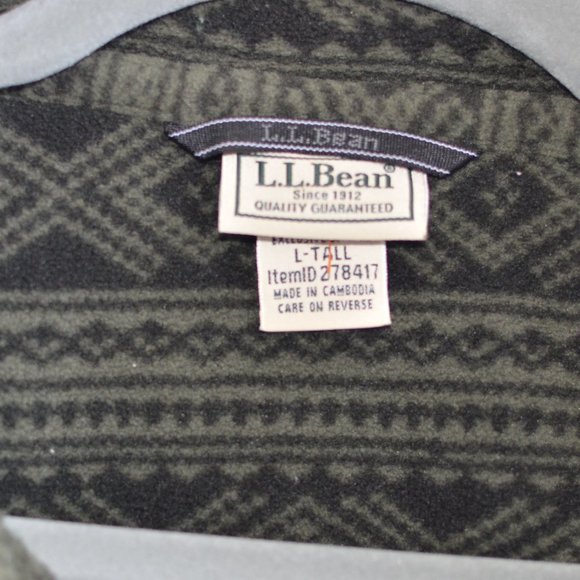 L.L.Bean
L.L.Bean®
Since 1912
QUALITY GUARANTEED
L-TALL
ItemID 278417
MADE IN CAMBODIA
CARE ON REVERSE